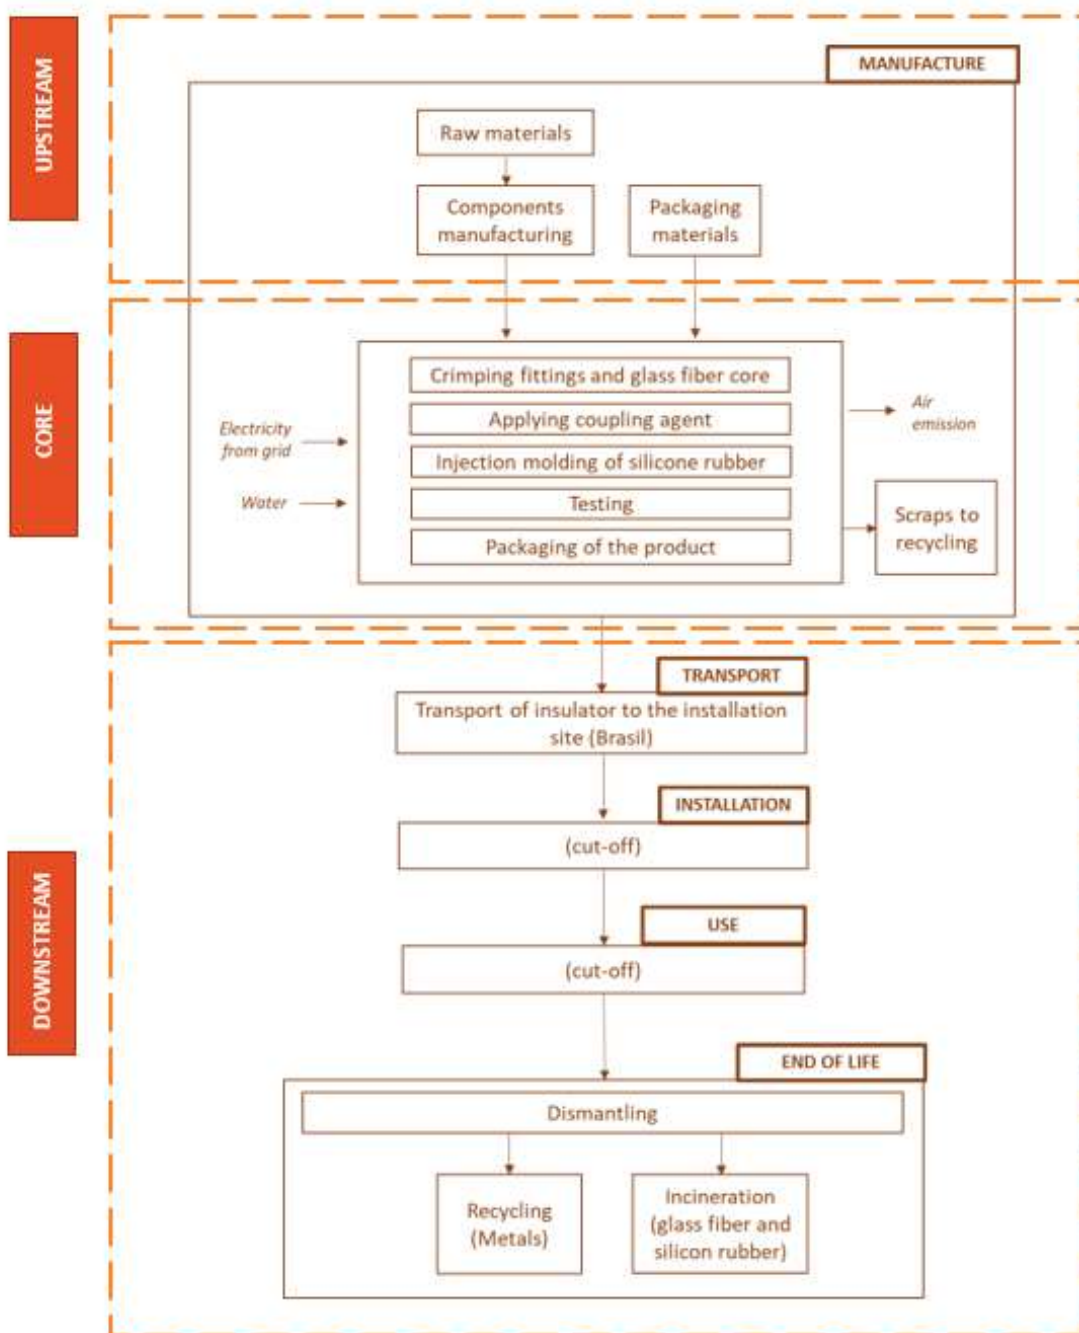 UPSTREAM
MANUFACTURE
Raw materials
Components
manufacturing
Packaging
materials
CORE
Crimping fittings and glass fiber core
Applying coupling agent
Injection molding of silicone rubber
Testing
Packaging of the product
Electricity
from grid
Water
Air
emission
Scraps to
recycling
DOWNSTREAM
TRANSPORT
Transport of insulator to the installation
site (Brasil)
INSTALLATION
(cut-off)
USE
(cut-off)
END OF LIFE
Dismantling
Recycling
(Metals)
Incineration
(glass fiber and
silicon rubber)